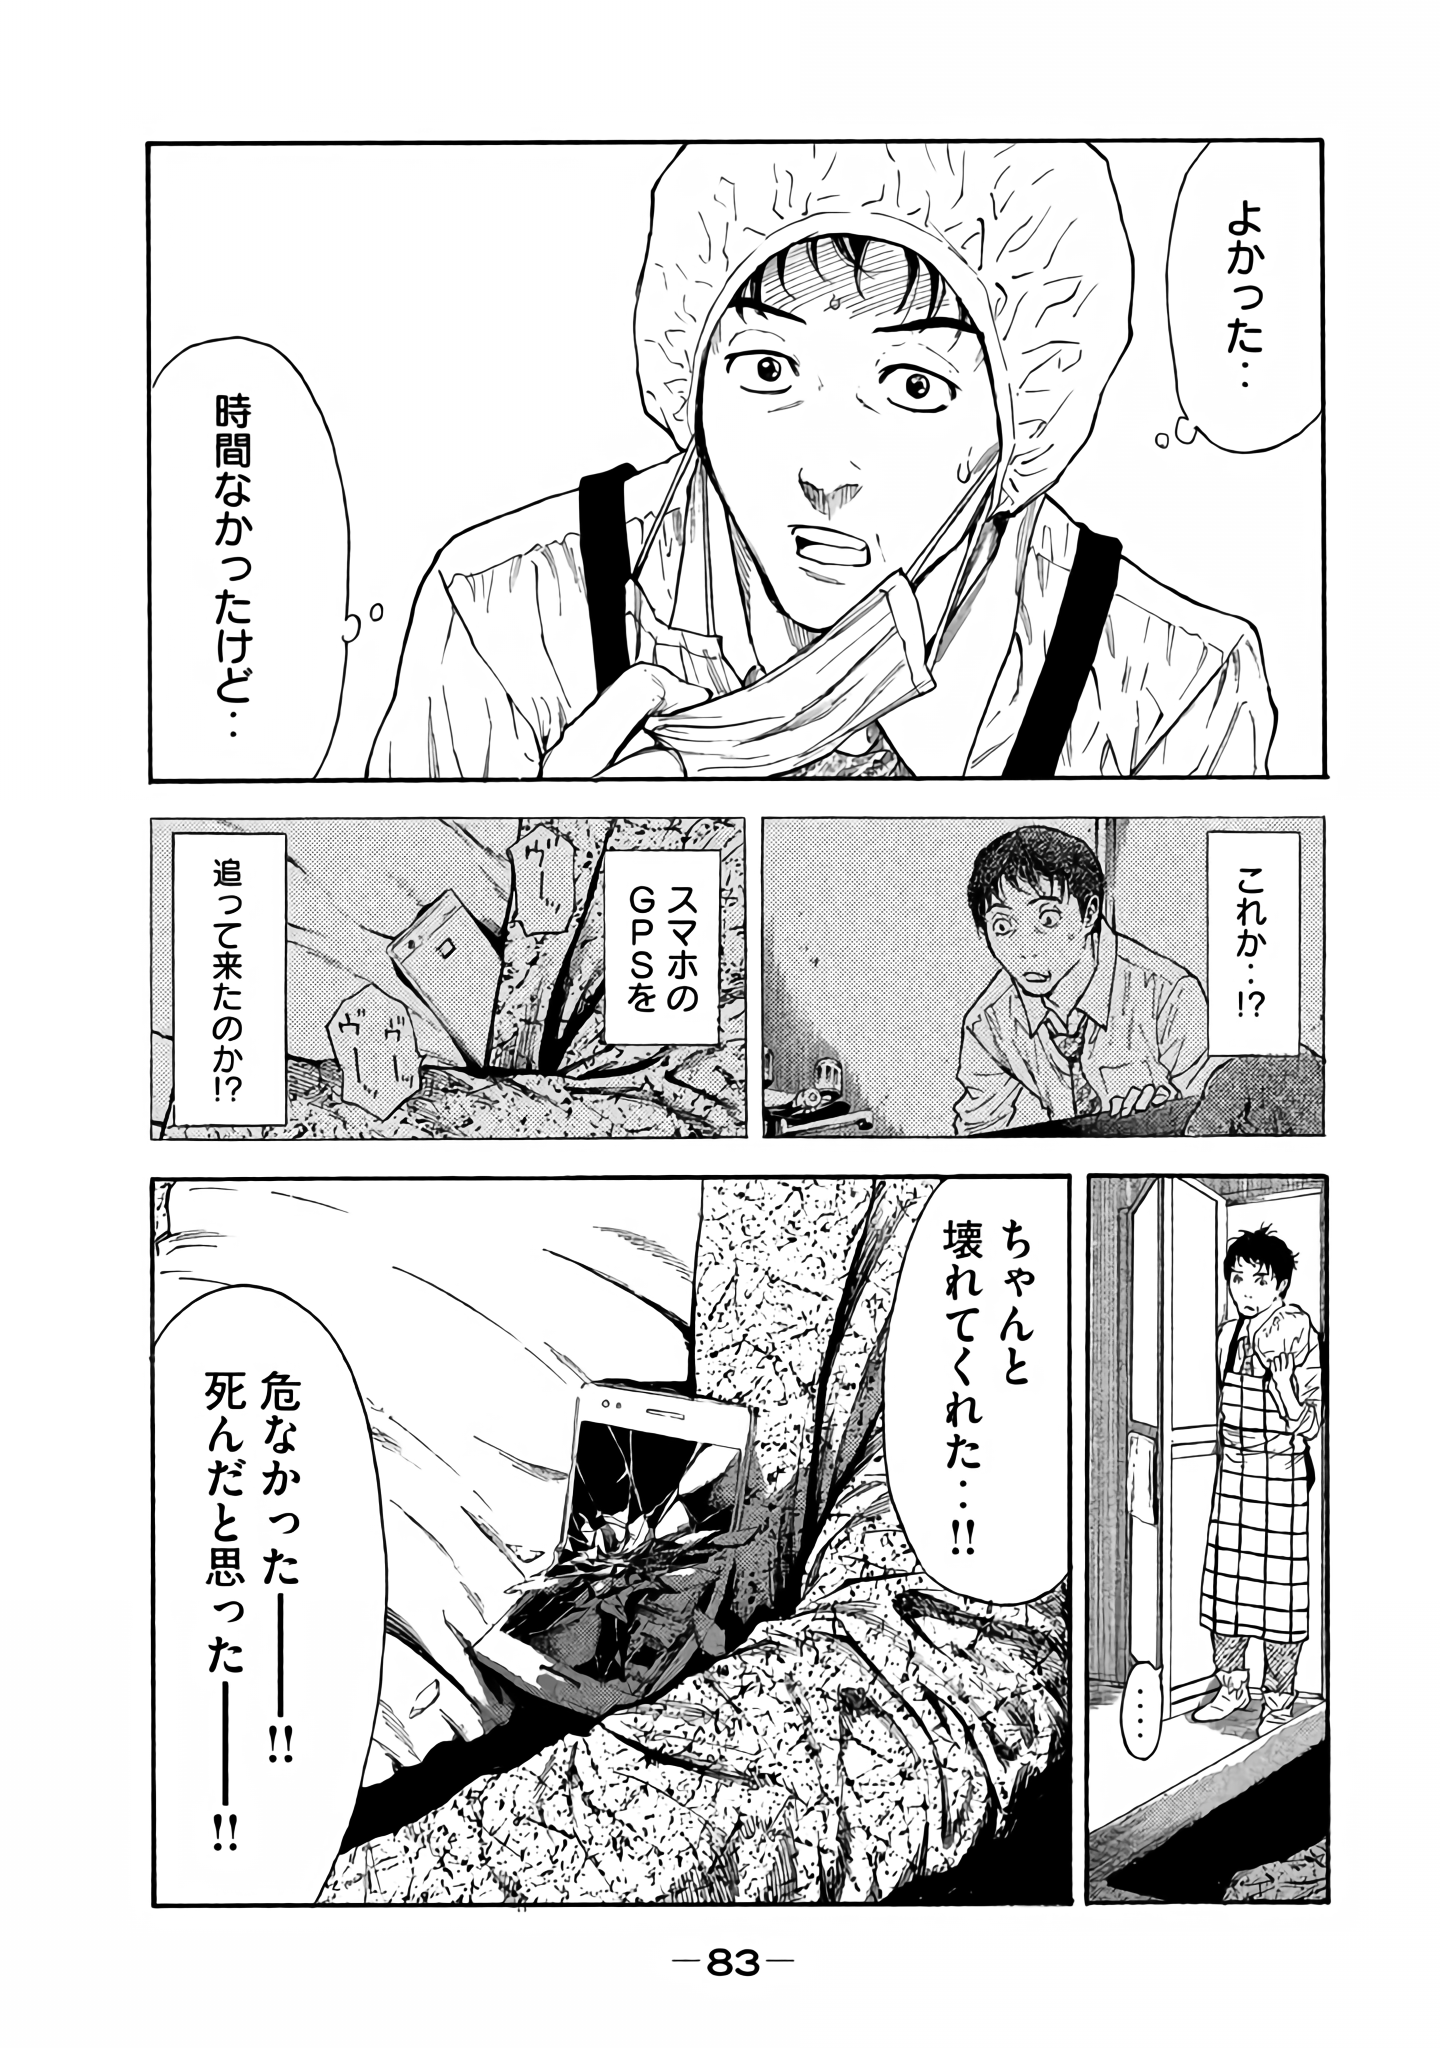 よかった‥
時間なかったけど‥
これか‥!?
スマホの
GPSを
ヴーー
ヴーーッ
追って来たのか!?
‥‥
ちゃんと
壊れてくれた‥!!
危なかった――!!
死んだと思った――!!
―83―